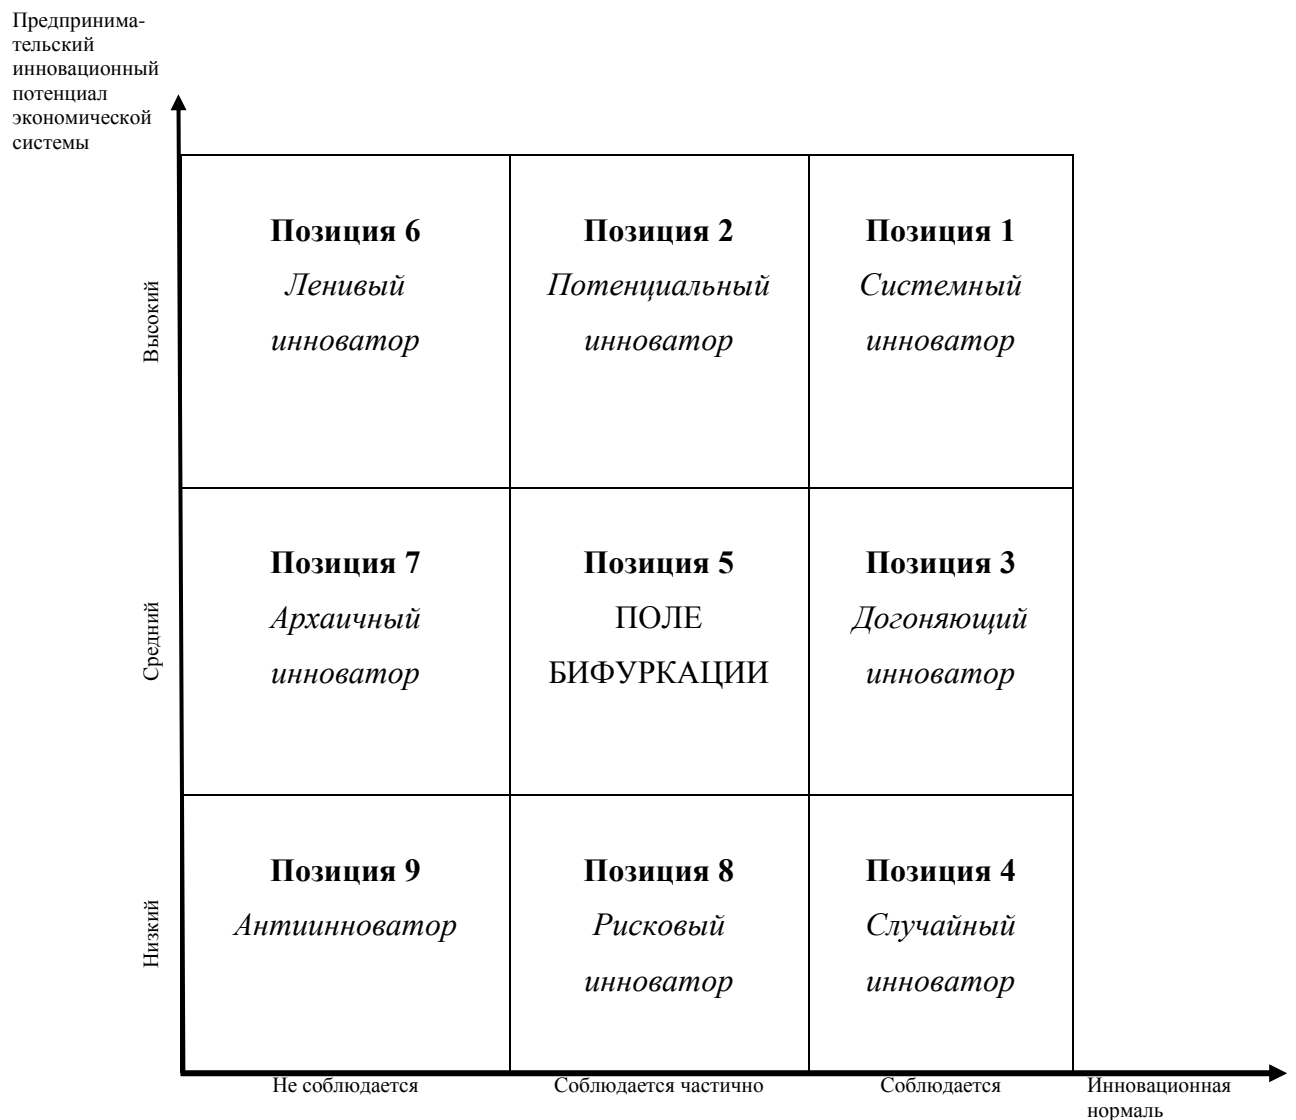 Предпринима-
тельский
инновационный
потенциал
экономической
системы
Высокий
Позиция 6
Ленивый
инноватор
Позиция 2
Потенциальный
инноватор
Позиция 1
Системный
инноватор
Средний
Позиция 7
Архаичный
инноватор
Позиция 5
ПОЛЕ
БИФУРКАЦИИ
Позиция 3
Догоняющий
инноватор
Низкий
Позиция 9
Антиинноватор
Позиция 8
Рисковый
инноватор
Позиция 4
Случайный
инноватор
Не соблюдается
Соблюдается частично
Соблюдается
Инновационная
нормаль